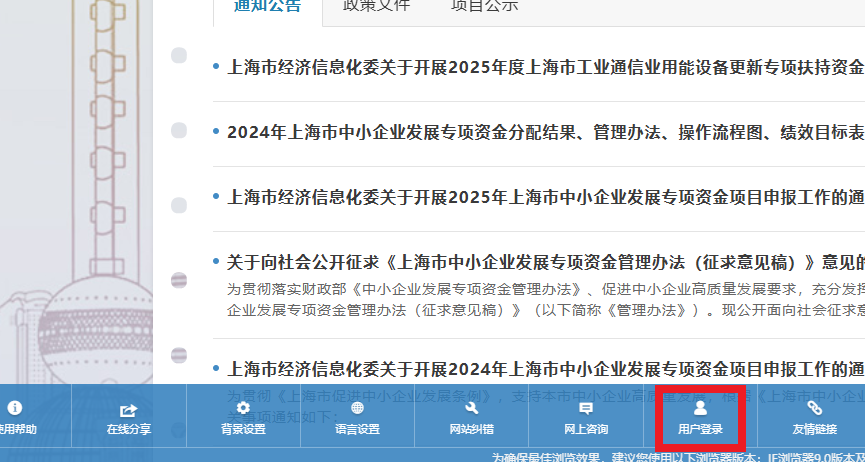 通知公告 政策文件 项目公示
上海市经济信息化委关于开展2025年度上海市工业通信业用能设备更新专项扶持资金
2024年上海市中小企业发展专项资金分配结果、管理办法、操作流程图、绩效目标表
上海市经济信息化委关于开展2025年上海市中小企业发展专项资金项目申报工作的通
关于向社会公开征求《上海市中小企业发展专项资金管理办法（征求意见稿）》意见的
为贯彻落实财政部《中小企业发展专项资金管理办法》、促进中小企业高质量发展要求，充分发挥
企业发展专项资金管理办法（征求意见稿）》（以下简称《管理办法》）。现公开面向社会征求意
上海市经济信息化委关于开展2024年上海市中小企业发展专项资金项目申报工作的通
为贯彻《上海市促进中小企业发展条例》，支持本市中小企业高质量发展，根据《上海市中小企业
关事项通知如下：
使用帮助 在线分享 背景设置 语言设置 网站纠错 网上咨询 用户登录 友情链接
为确保最佳浏览效果，建议您使用以下浏览器版本：IE浏览器9.0版本及